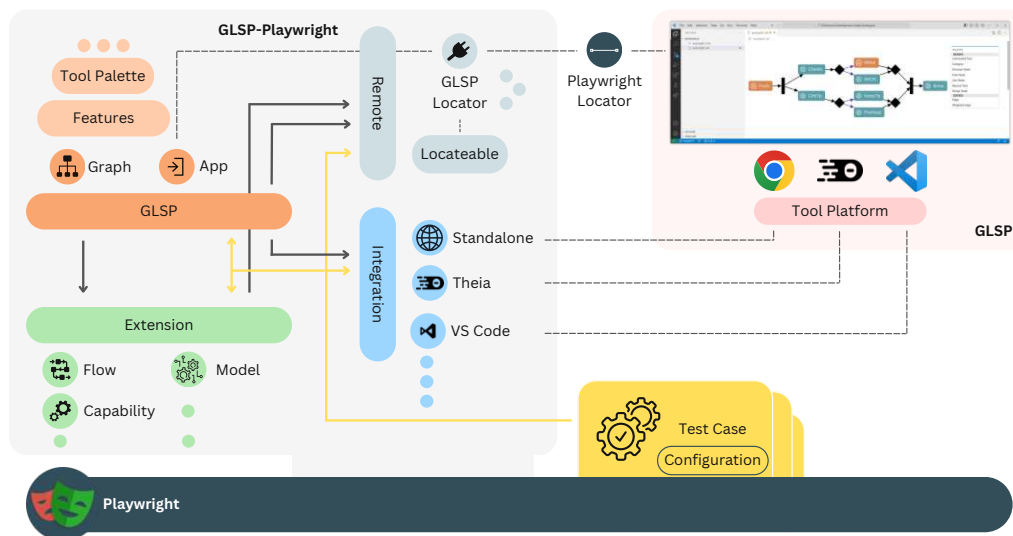 GLSP-Playwright
Tool Palette
Features
Graph
App
GLSP
Extension
Flow
Model
Capability
Remote
GLSP
Locator
Locateable
Integration
Standalone
Theia
VS Code
Playwright
Locator
Tool Platform
GLSP
Test Case
Configuration
Playwright